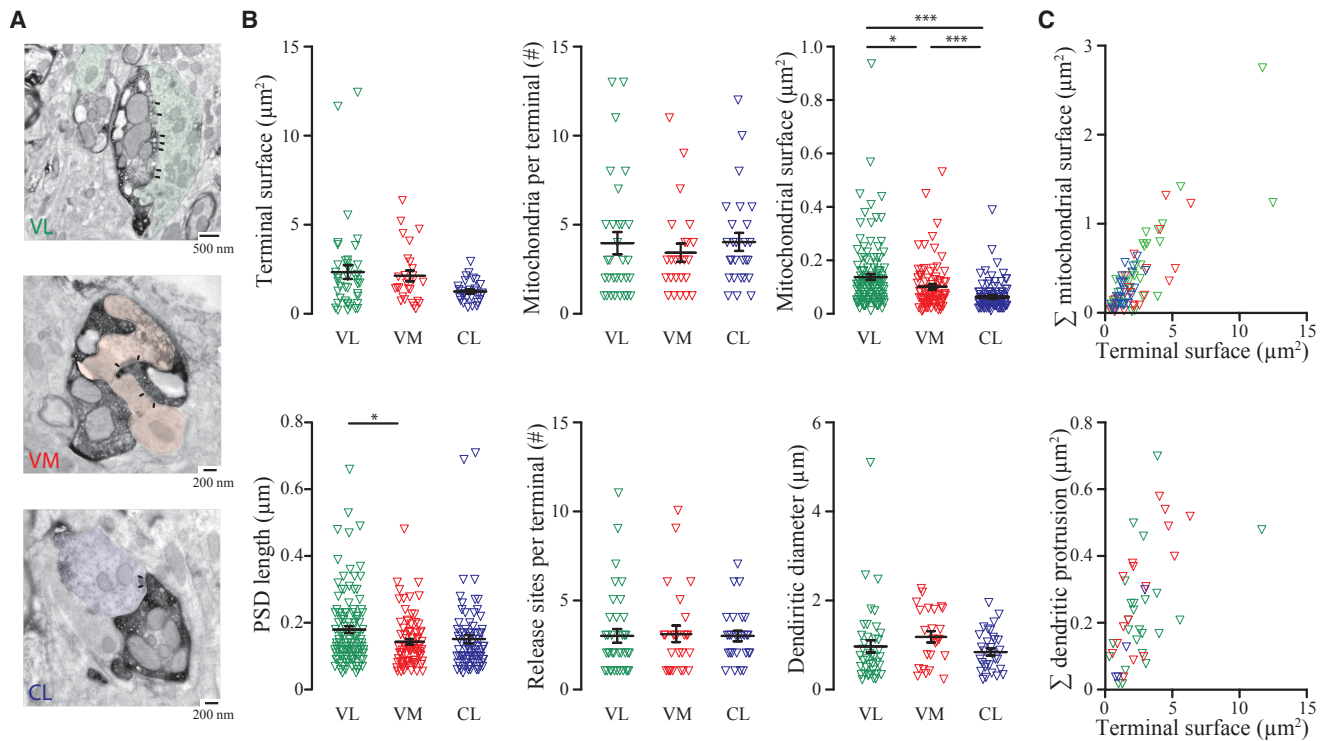 A
VL
500 nm
VM
200 nm
CL
200 nm
B
Terminal surface (μm²)
15
10
5
0
VL VM CL
Mitochondria per terminal (#)
15
10
5
0
VL VM CL
Mitochondrial surface (μm²)
1.0
0.8
0.6
0.4
0.2
0
***
* ***
VL VM CL
PSD length (μm)
0.8
0.6
0.4
0.2
0
*
VL VM CL
Release sites per terminal (#)
15
10
5
0
VL VM CL
Dendritic diameter (μm)
6
4
2
0
VL VM CL
C
∑ mitochondrial surface (μm²)
3
2
1
0
0 5 10 15
Terminal surface (μm²)
∑ dendritic protrusion (μm²)
0.8
0.6
0.4
0.2
0
0 5 10 15
Terminal surface (μm²)